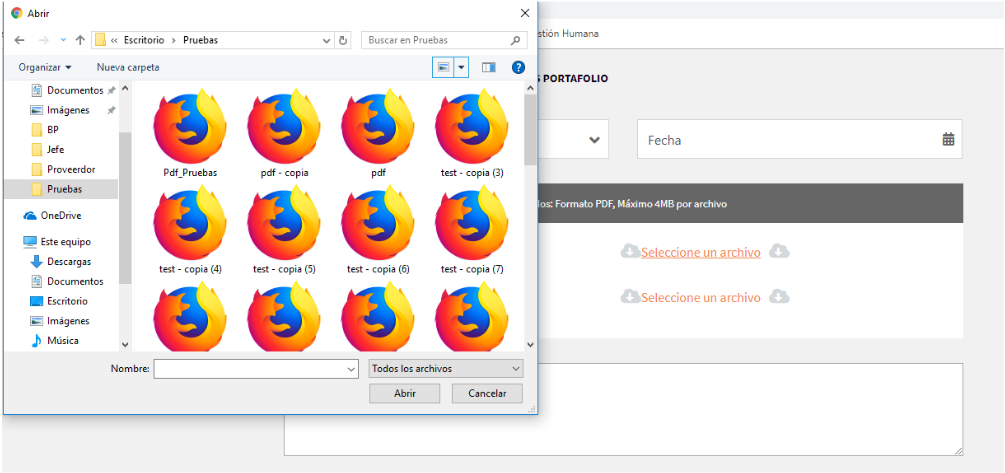 Abrir
Escritorio > Pruebas
Buscar en Pruebas
stión Humana
Organizar
Nueva carpeta
S PORTAFOLIO
Documentos
Imágenes
BP
Jefe
Proveerdor
Pruebas
OneDrive
Este equipo
Descargas
Documentos
Escritorio
Imágenes
Música
Pdf_Pruebas
pdf - copia
pdf
test - copia (3)
test - copia (4)
test - copia (5)
test - copia (6)
test - copia (7)
Fecha
los: Formato PDF, Máximo 4MB por archivo
Seleccione un archivo
Seleccione un archivo
Nombre:
Todos los archivos
Abrir
Cancelar